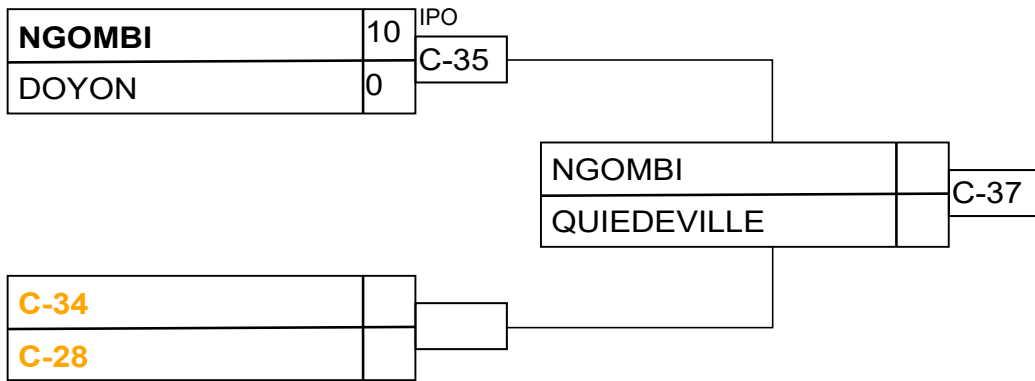 NGOMBI 10 IPO
C-35
DOYON 0
NGOMBI
C-37
QUIEDEVILLE
C-34
C-28